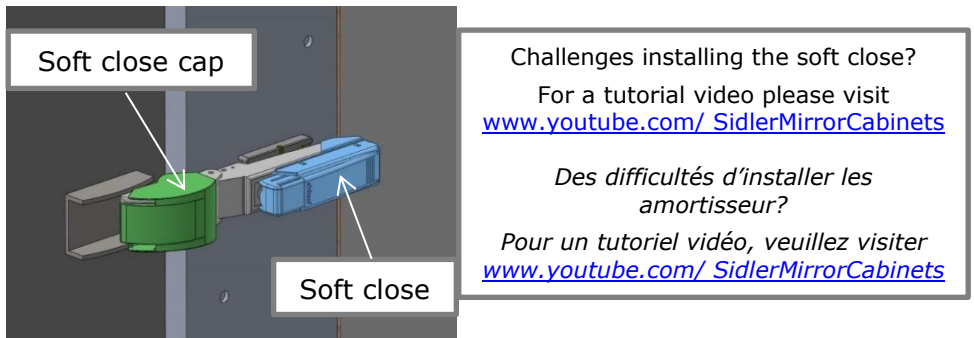 Soft close cap
Soft close
Challenges installing the soft close?
For a tutorial video please visit
www.youtube.com/ SidlerMirrorCabinets
Des difficultés d’installer les
amortisseur?
Pour un tutoriel vidéo, veuillez visiter
www.youtube.com/ SidlerMirrorCabinets